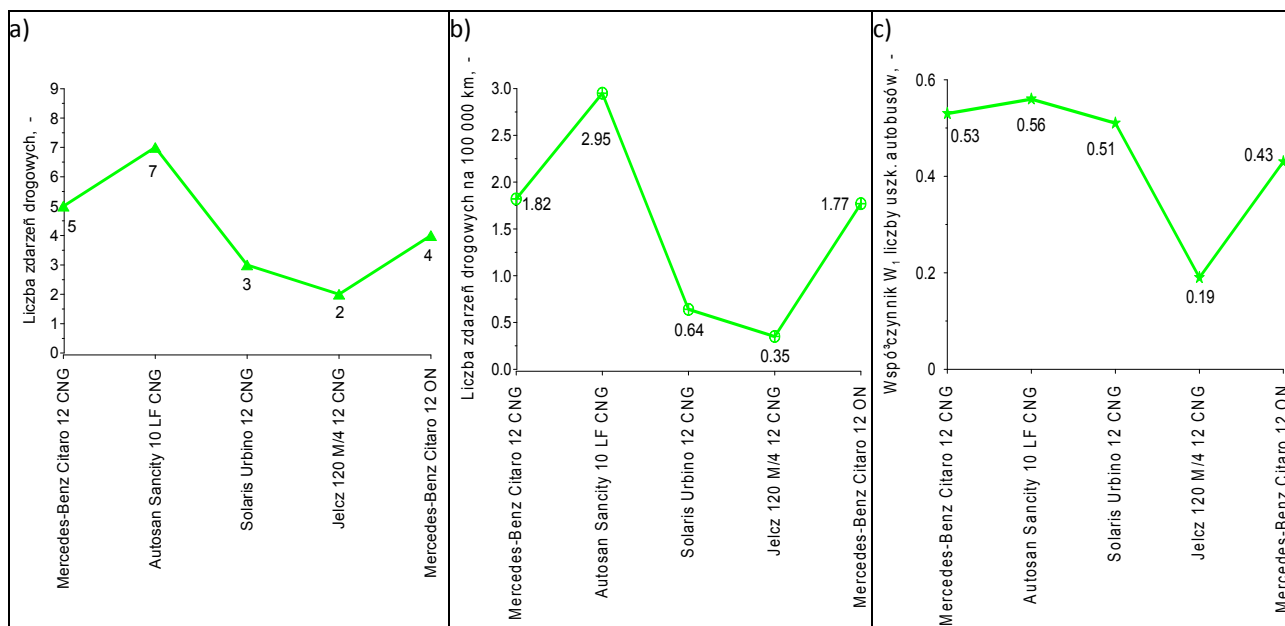 a)
Liczba zdarzeń drogowych, -
9
8
7
6
5
4
3
2
1
0
5
7
3
2
4
Mercedes-Benz Citaro 12 CNG
Autosan Sancity 10 LF CNG
Solaris Urbino 12 CNG
Jelcz 120 M/4 12 CNG
Mercedes-Benz Citaro 12 ON
b)
Liczba zdarzeń drogowych na 100 000 km, -
3.0
2.5
2.0
1.5
1.0
0.5
0.0
1.82
2.95
0.64
0.35
1.77
Mercedes-Benz Citaro 12 CNG
Autosan Sancity 10 LF CNG
Solaris Urbino 12 CNG
Jelcz 120 M/4 12 CNG
Mercedes-Benz Citaro 12 ON
c)
Wspó³czynnik W₁ liczby uszk. autobusów, -
0.6
0.4
0.2
0
0.53
0.56
0.51
0.19
0.43
Mercedes-Benz Citaro 12 CNG
Autosan Sancity 10 LF CNG
Solaris Urbino 12 CNG
Jelcz 120 M/4 12 CNG
Mercedes-Benz Citaro 12 ON